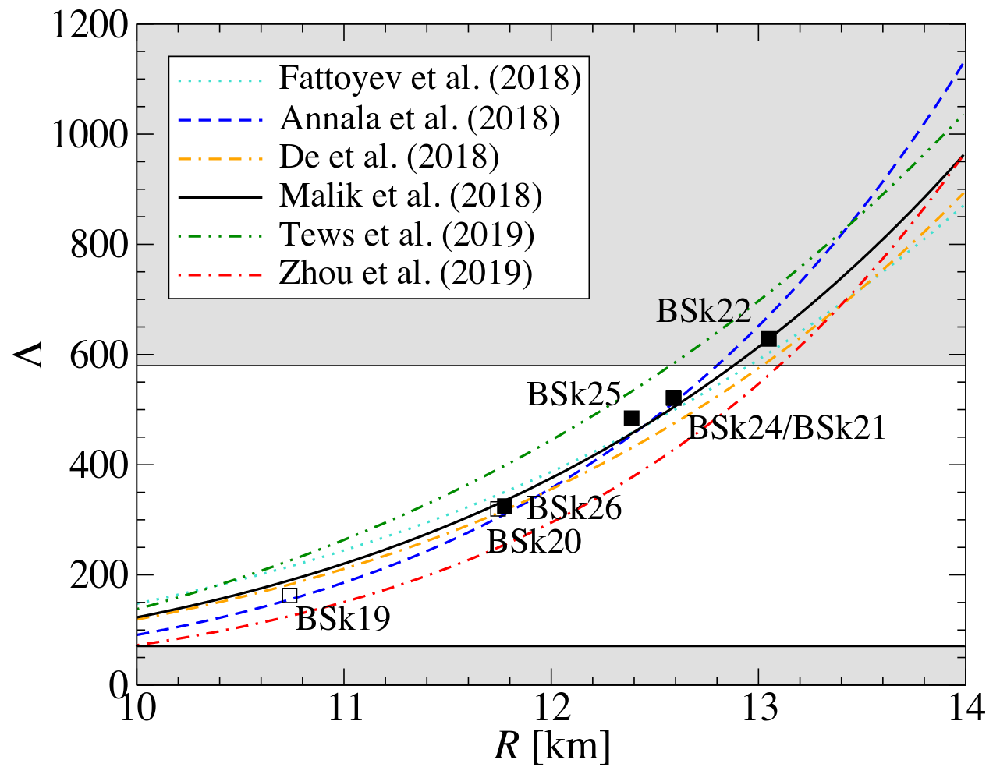 1200
1000
800
600
400
200
0
Λ
Fattoyev et al. (2018)
Annala et al. (2018)
De et al. (2018)
Malik et al. (2018)
Tews et al. (2019)
Zhou et al. (2019)
BSk22
BSk25
BSk24/BSk21
BSk26
BSk20
BSk19
10 11 12 13 14
R [km]